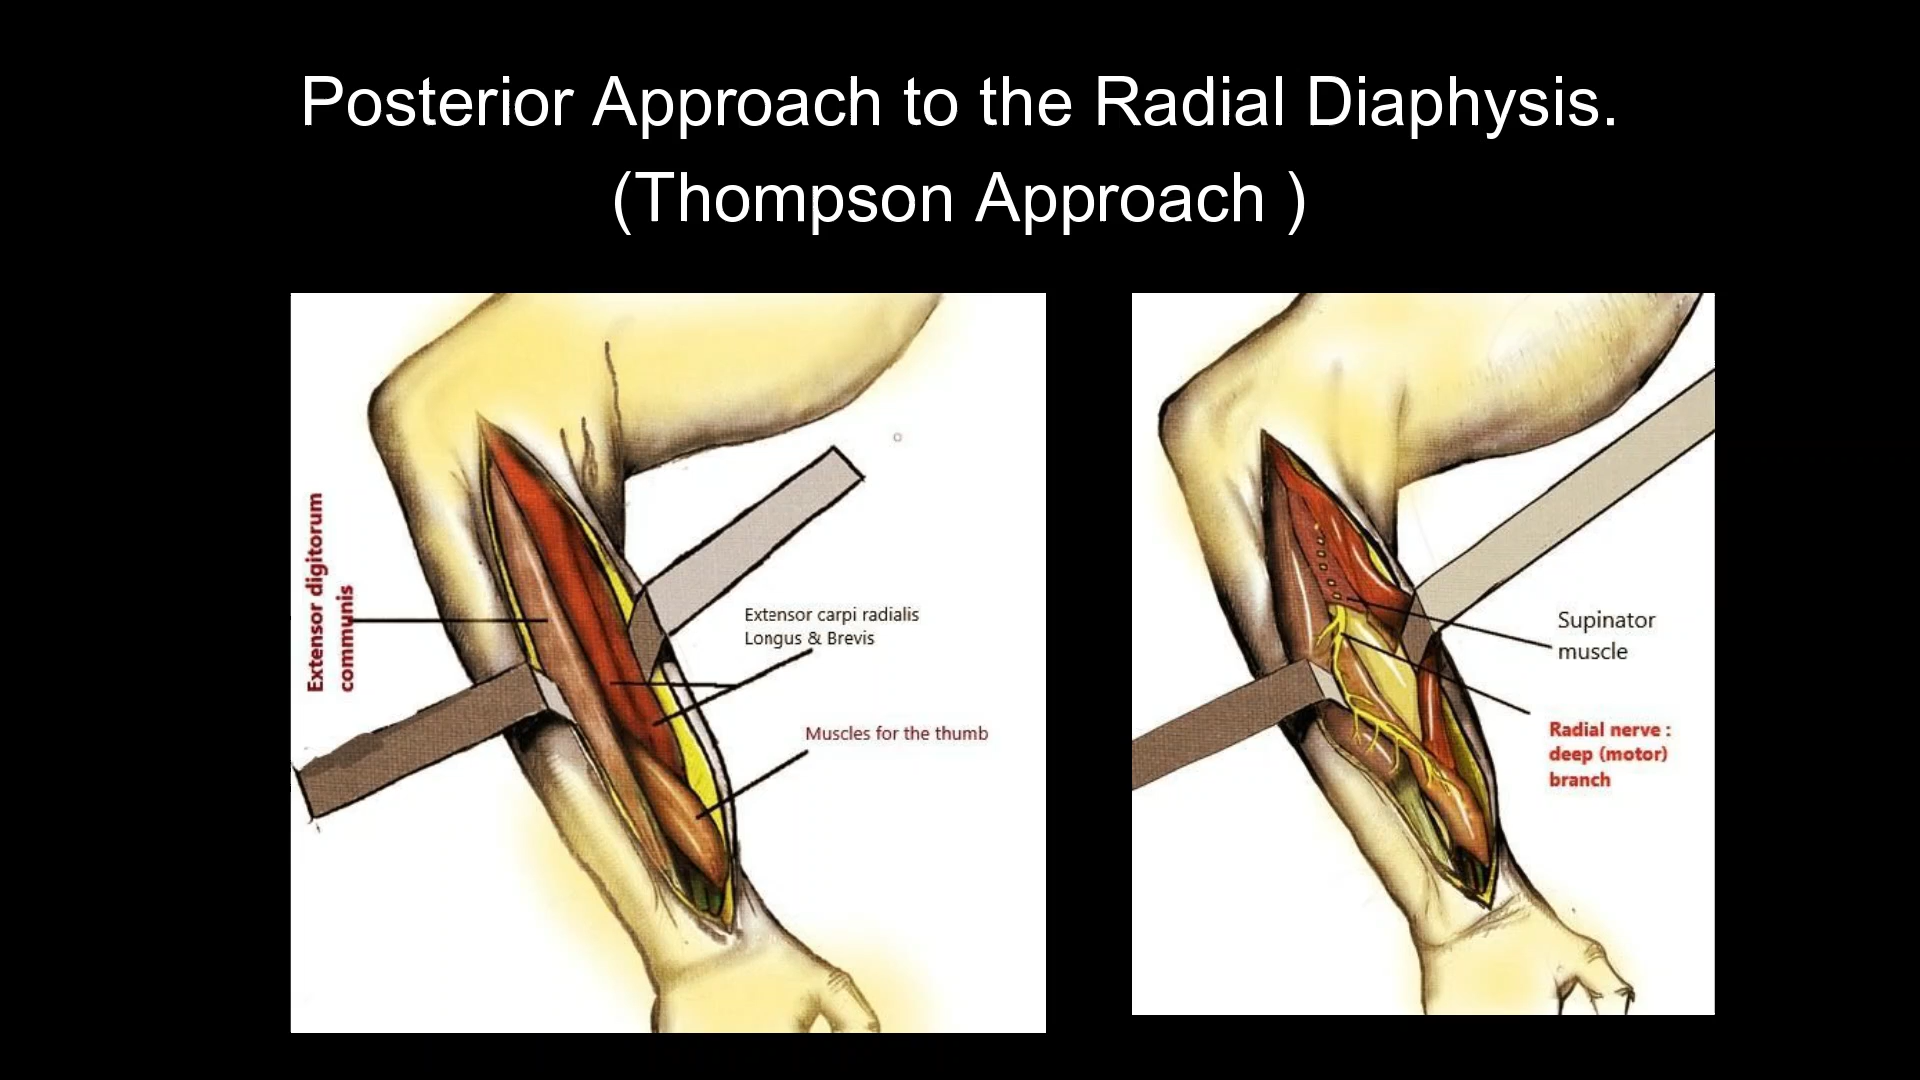 Posterior Approach to the Radial Diaphysis.
(Thompson Approach )
Extensor digitorum
communis
Extensor carpi radialis
Longus & Brevis
Muscles for the thumb
Supinator
muscle
Radial nerve :
deep (motor)
branch